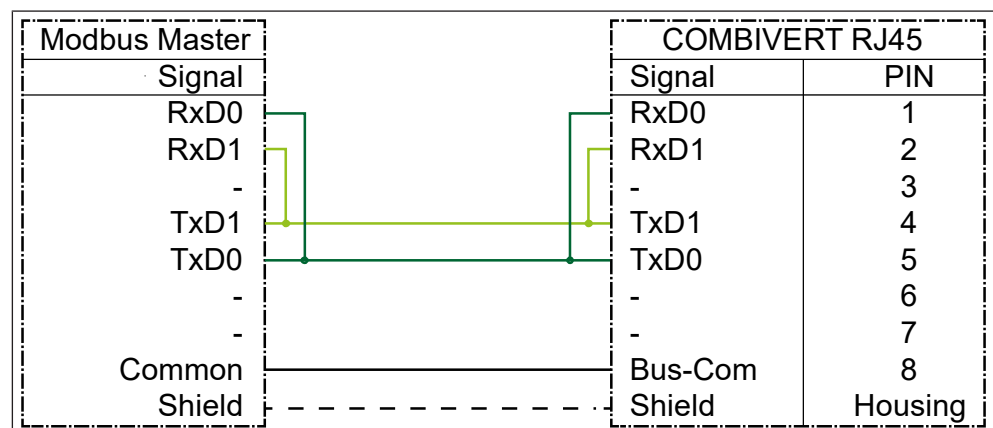 Modbus Master COMBIVERT RJ45
Signal Signal PIN
RxD0 RxD0 1
RxD1 RxD1 2
- - 3
TxD1 TxD1 4
TxD0 TxD0 5
- - 6
- - 7
Common Bus-Com 8
Shield Shield Housing